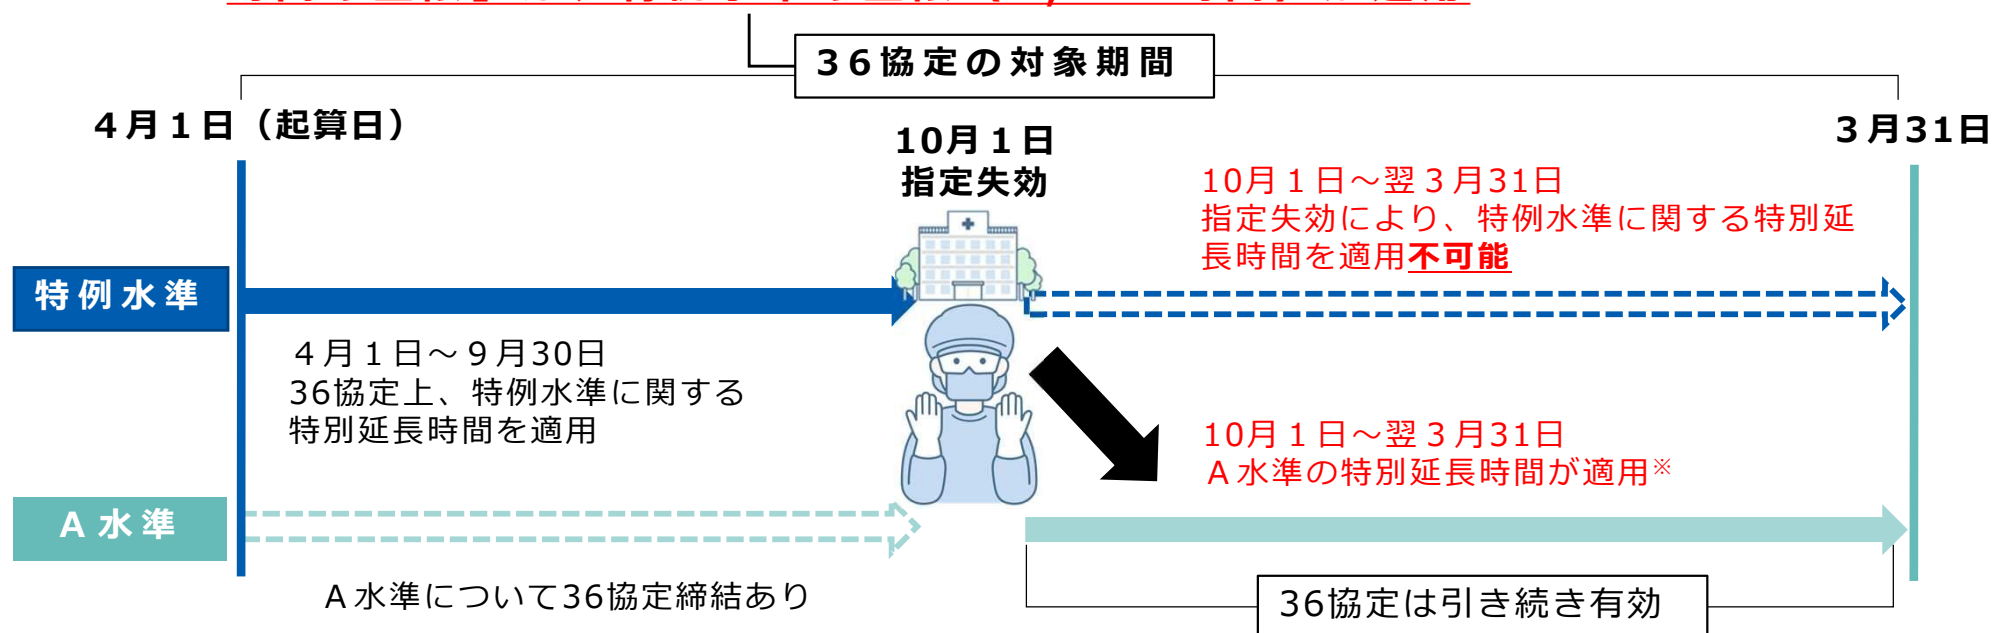 36協定の対象期間
4月1日（起算日）
10月1日
指定失効
3月31日
10月1日～翌3月31日
指定失効により、特例水準に関する特別延
長時間を適用不可能
特例水準
4月1日～9月30日
36協定上、特例水準に関する
特別延長時間を適用
10月1日～翌3月31日
A水準の特別延長時間が適用※
A水準
A水準について36協定締結あり
36協定は引き続き有効